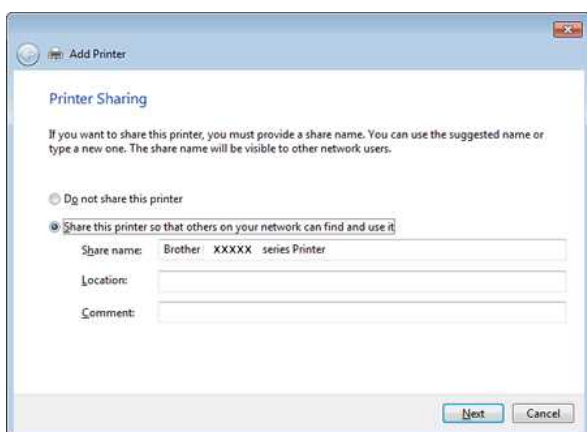 Add Printer
Printer Sharing
If you want to share this printer, you must provide a share name. You can use the suggested name or
type a new one. The share name will be visible to other network users.
Do not share this printer
Share this printer so that others on your network can find and use it
Share name: Brother XXXXX series Printer
Location:
Comment:
Next Cancel